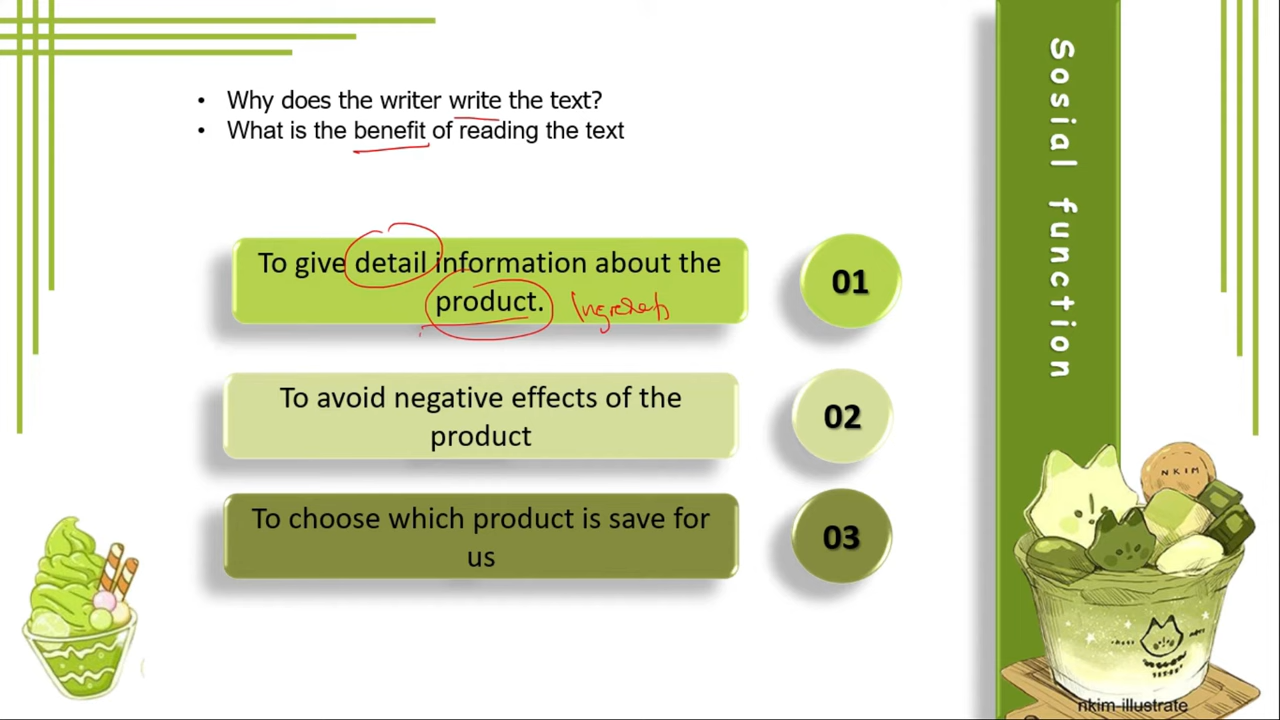 • Why does the writer write the text?
• What is the benefit of reading the text
To give detail information about the
product.
Ingredients
01
To avoid negative effects of the
product
02
To choose which product is save for
us
03
Sosial function
NKIM
nkim-illustrate